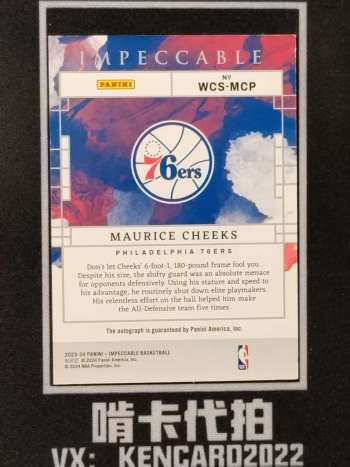 IMPECCABLE
PANINI
Nº
WCS-MCP
76ers
MAURICE CHEEKS
PHILADELPHIA 76ERS
Don't let Cheeks' 6-foot-1, 180-pound frame fool you.
Despite his size, the shifty guard was an absolute menace
for opponents defensively. Using his stature and speed to
his advantage, he routinely shut down elite playmakers.
His relentless effort on the ball helped him make
the All-Defensive team five times.
The autograph is guaranteed by Panini America, Inc.
2023-24 PANINI - IMPECCABLE BASKETBALL
© 2024 Panini America, Inc.
© 2024 NBA Properties, Inc.
啃卡代拍
VX: KENCARD2022